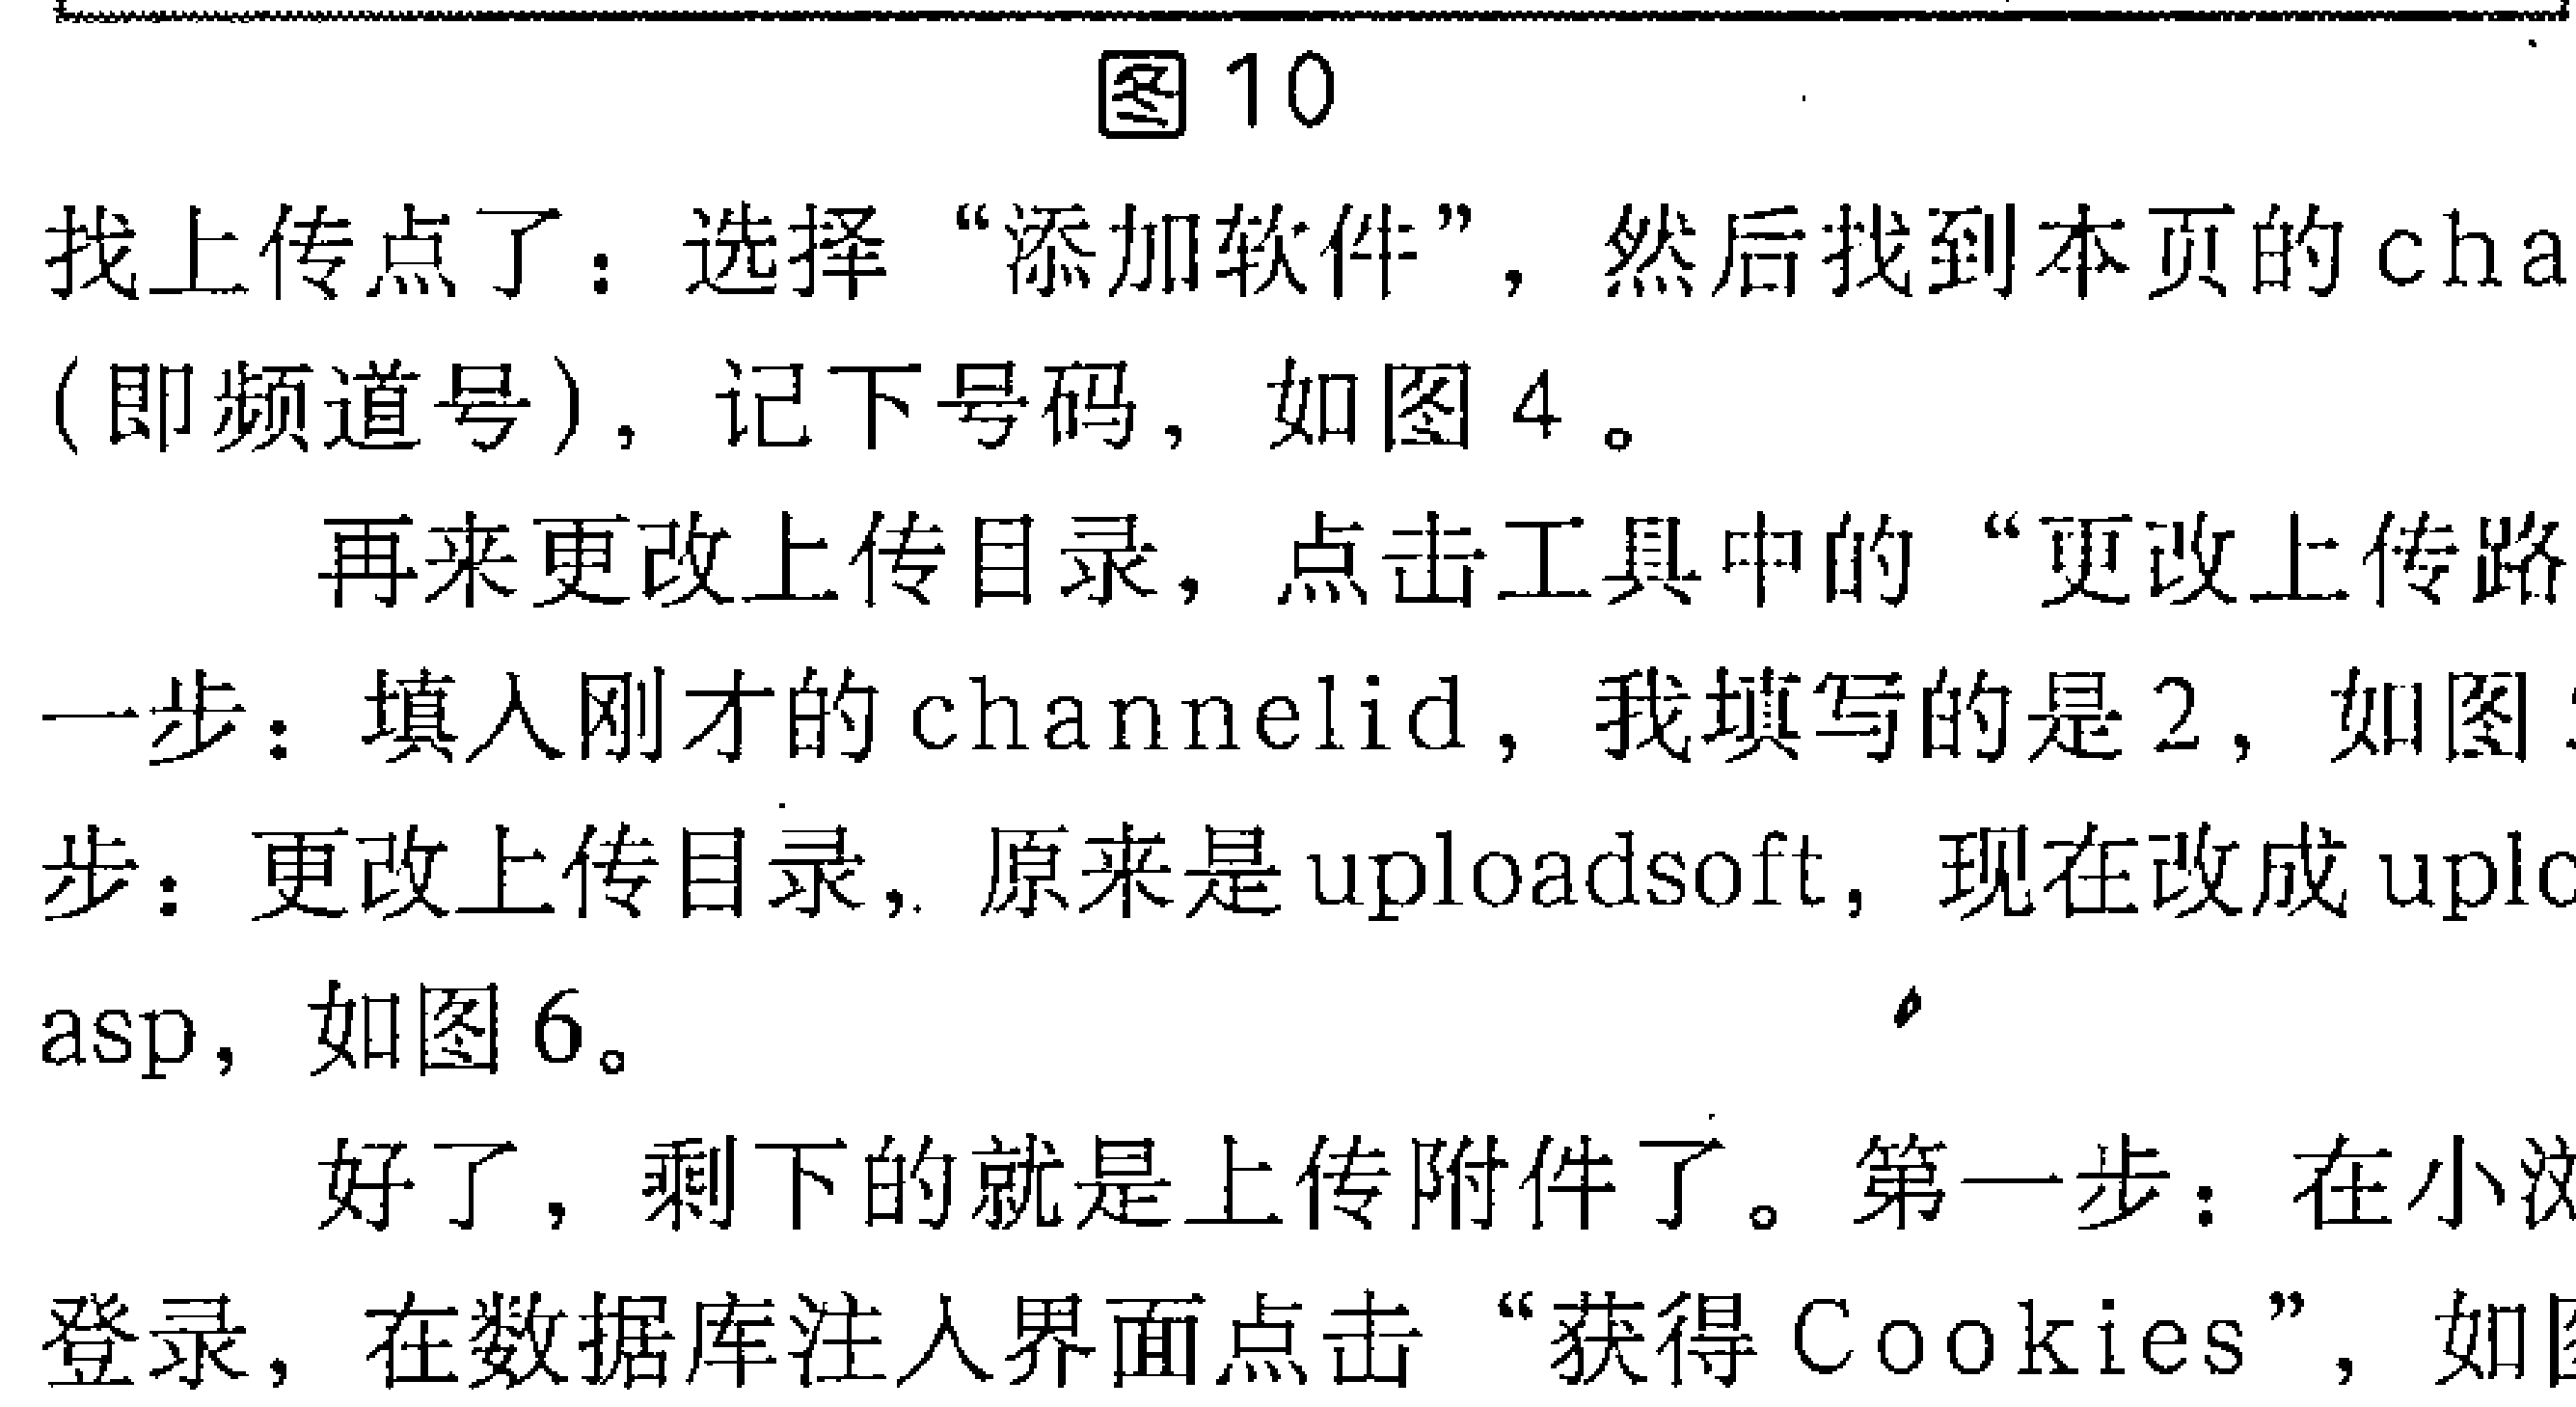 图10
找上传点了：选择“添加软件”，然后找到本页的cha
(即频道号)，记下号码，如图4。
再来更改上传目录，点击工具中的“更改上传路
一步：填入刚才的channelid，我填写的是2，如图
步：更改上传目录，原来是uploadsoft，现在改成uplo
asp，如图6。
好了，剩下的就是上传附件了。第一步：在小浏
登录，在数据库注入界面点击“获得Cookies”，如图